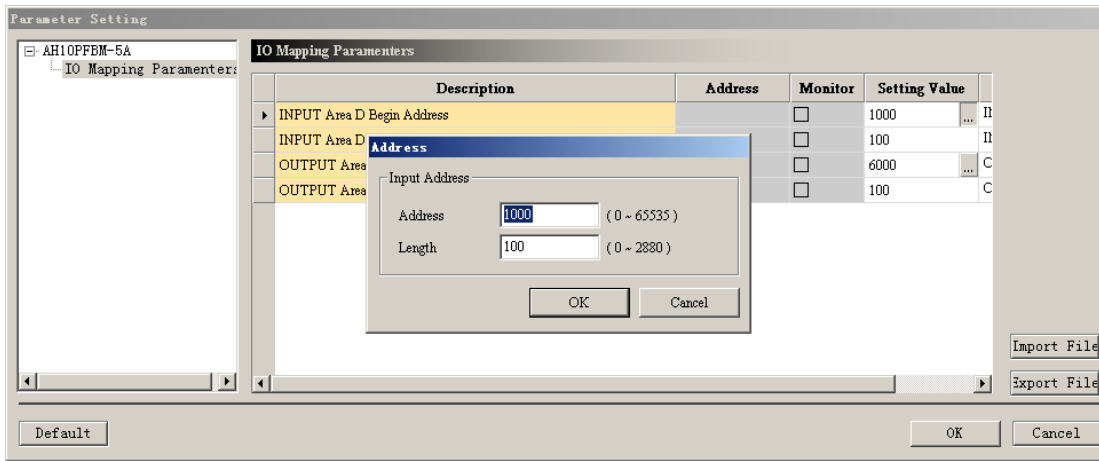 Parameter Setting
AH10PFBM-5A
IO Mapping Paramenters
IO Mapping Paramenters
Description Address Monitor Setting Value
INPUT Area D Begin Address 1000 ...
INPUT Area D 100
OUTPUT Area 6000 ...
OUTPUT Area 100
Address
Input Address
Address 1000 ( 0 ~ 65535 )
Length 100 ( 0 ~ 2880 )
OK Cancel
Import File
Export File
Default OK Cancel